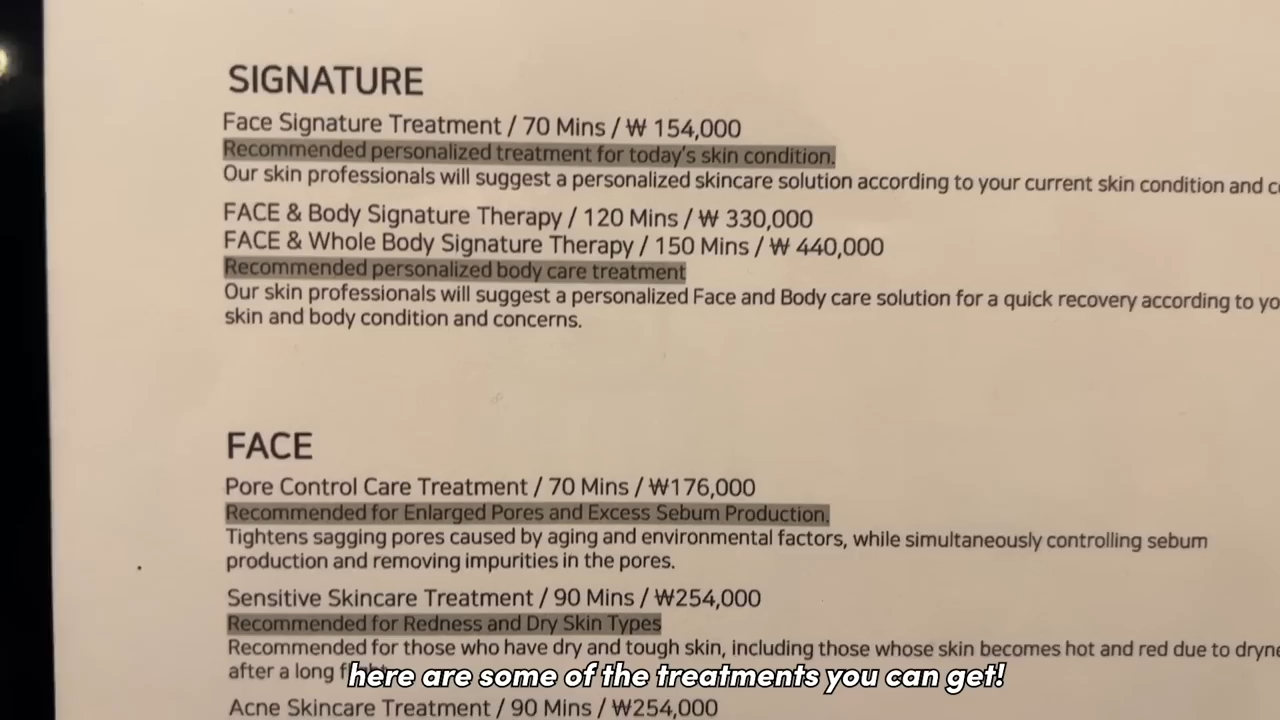 SIGNATURE
Face Signature Treatment / 70 Mins / ₩ 154,000
Recommended personalized treatment for today's skin condition.
Our skin professionals will suggest a personalized skincare solution according to your current skin condition and
FACE & Body Signature Therapy / 120 Mins / ₩ 330,000
FACE & Whole Body Signature Therapy / 150 Mins / ₩ 440,000
Recommended personalized body care treatment
Our skin professionals will suggest a personalized Face and Body care solution for a quick recovery according to
skin and body condition and concerns.
FACE
Pore Control Care Treatment / 70 Mins / ₩176,000
Recommended for Enlarged Pores and Excess Sebum Production.
Tightens sagging pores caused by aging and environmental factors, while simultaneously controlling sebum
production and removing impurities in the pores.
Sensitive Skincare Treatment / 90 Mins / ₩254,000
Recommended for Redness and Dry Skin Types
Recommended for those who have dry and tough skin, including those whose skin becomes hot and red due to
after a long
here are some of the treatments you can get!
Acne Skincare Treatment / 90 Mins / ₩254,000